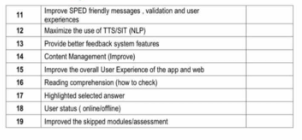 11 Improve SPED friendly messages , validation and user
experiences
12 Maximize the use of TTS/SIT (NLP)
13 Provide better feedback system features
14 Content Management (Improve)
15 Improve the overall User Experience of the app and web
16 Reading comprehension (how to check)
17 Highlighted selected answer
18 User status ( online/offline)
19 Improved the skipped modules/assessment